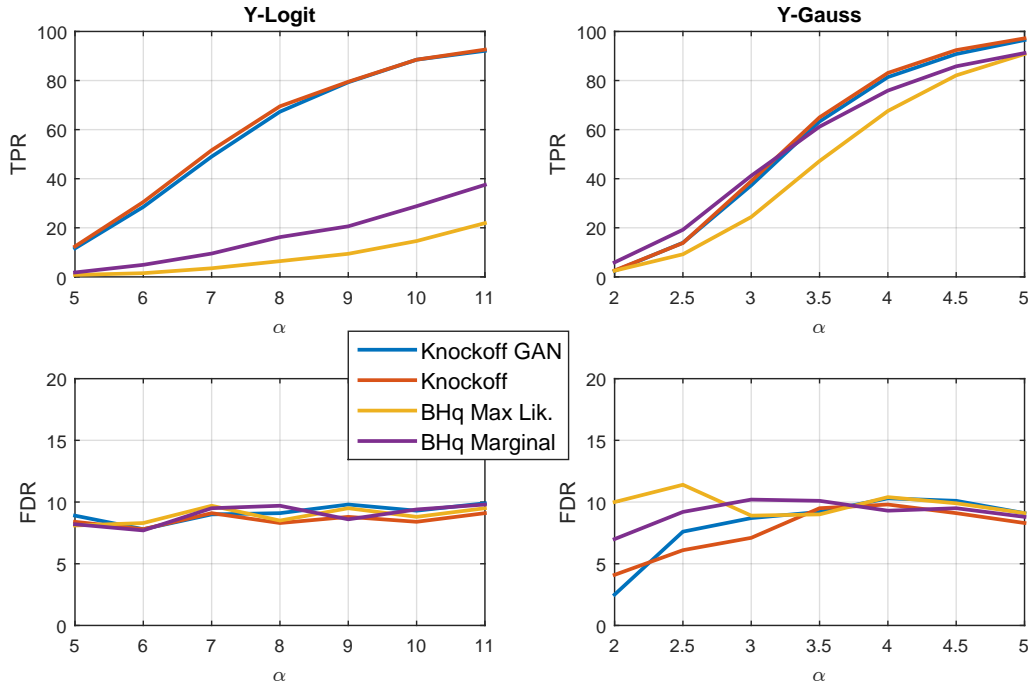 Y-Logit
Y-Gauss
TPR
100
80
60
40
20
0
5 6 7 8 9 10 11
α
TPR
100
80
60
40
20
0
2 2.5 3 3.5 4 4.5 5
α
Knockoff GAN
Knockoff
BHq Max Lik.
BHq Marginal
FDR
20
15
10
5
0
5 6 7 8 9 10 11
α
FDR
20
15
10
5
0
2 2.5 3 3.5 4 4.5 5
α